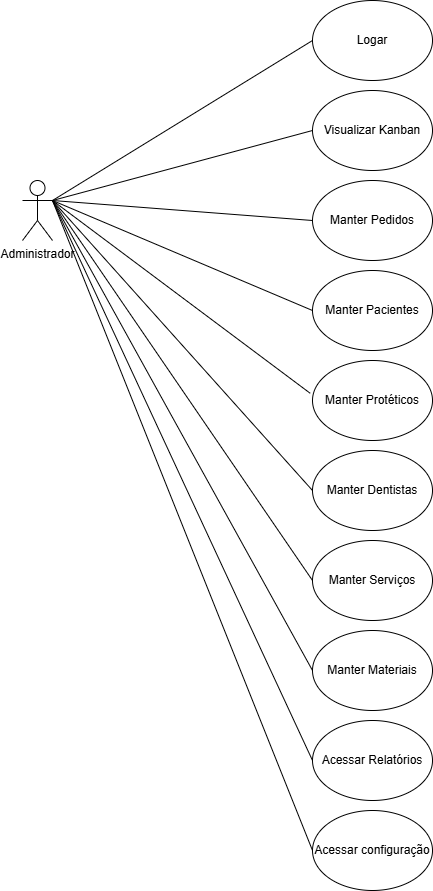 Logar
Visualizar Kanban
Manter Pedidos
Administrador
Manter Pacientes
Manter Protéticos
Manter Dentistas
Manter Serviços
Manter Materiais
Acessar Relatórios
Acessar configuração